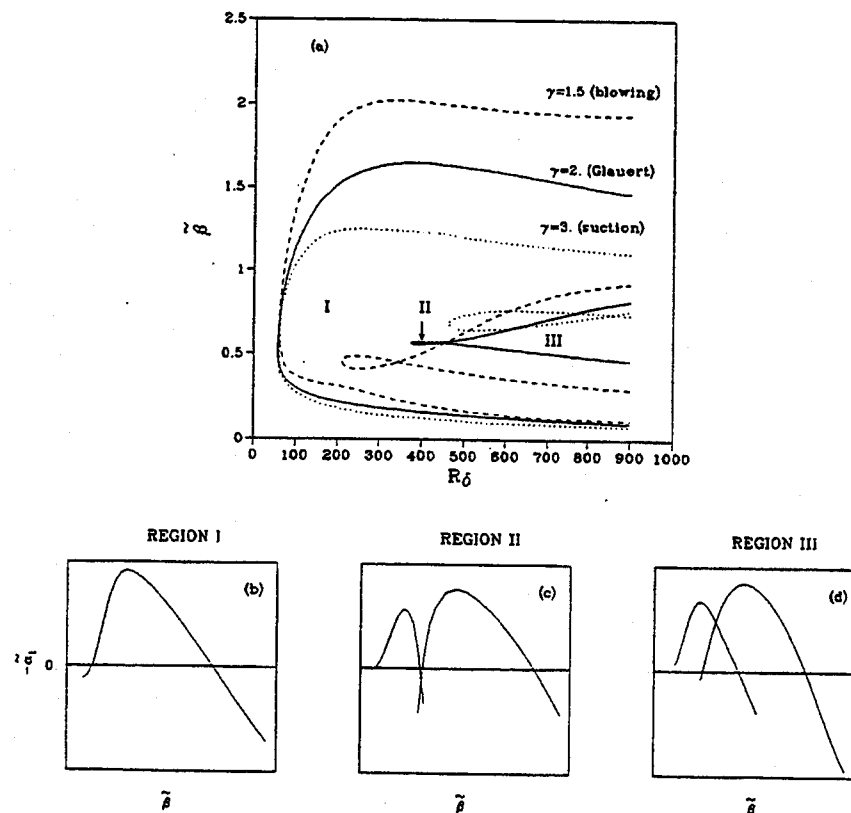 2.5
(a)
γ=1.5 (blowing)
2
γ=2. (Glauert)
1.5
β̃
γ=3. (suction)
1
I
II
III
0.5
0
0 100 200 300 400 500 600 700 800 900 1000
Rδ
REGION I
REGION II
REGION III
(b)
(c)
(d)
-α̃i 0
β̃
β̃
β̃